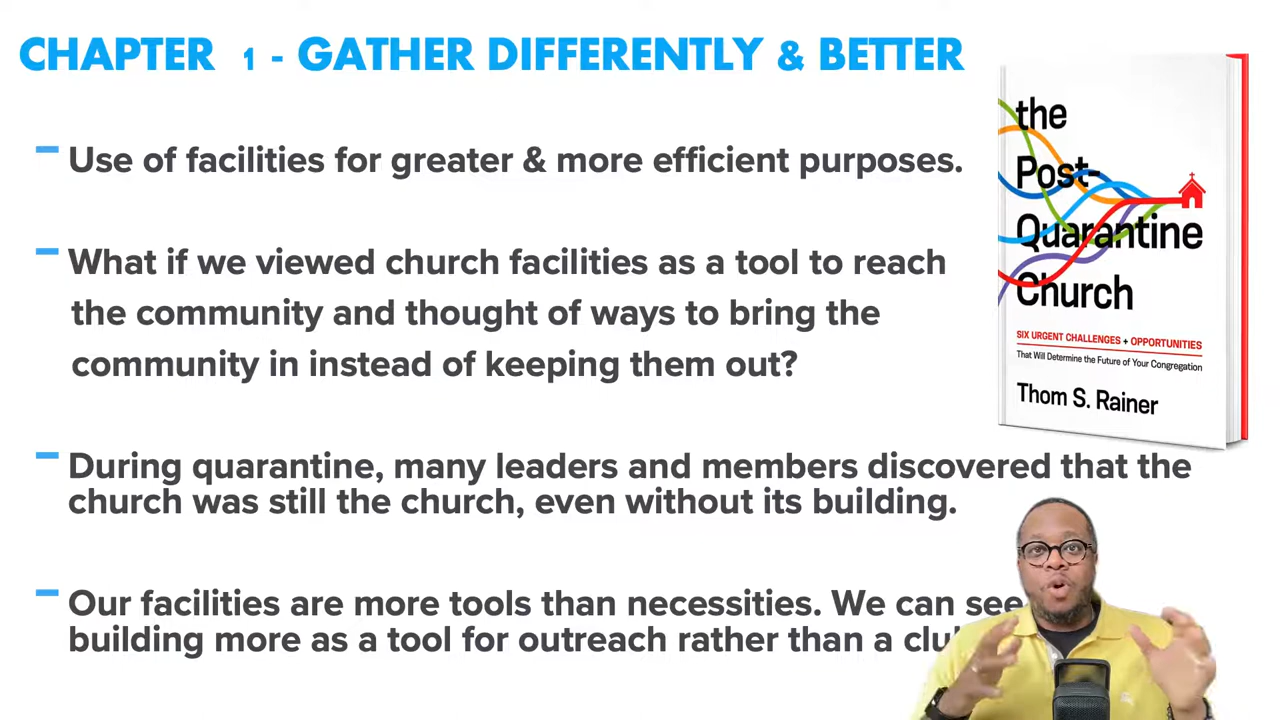 CHAPTER 1 - GATHER DIFFERENTLY & BETTER
Use of facilities for greater & more efficient purposes.
What if we viewed church facilities as a tool to reach
the community and thought of ways to bring the
community in instead of keeping them out?
During quarantine, many leaders and members discovered that the
church was still the church, even without its building.
Our facilities are more tools than necessities. We can see
building more as a tool for outreach rather than a
the
Post-
Quarantine
Church
SIX URGENT CHALLENGES + OPPORTUNITIES
That Will Determine the Future of Your Congregation
Thom S. Rainer